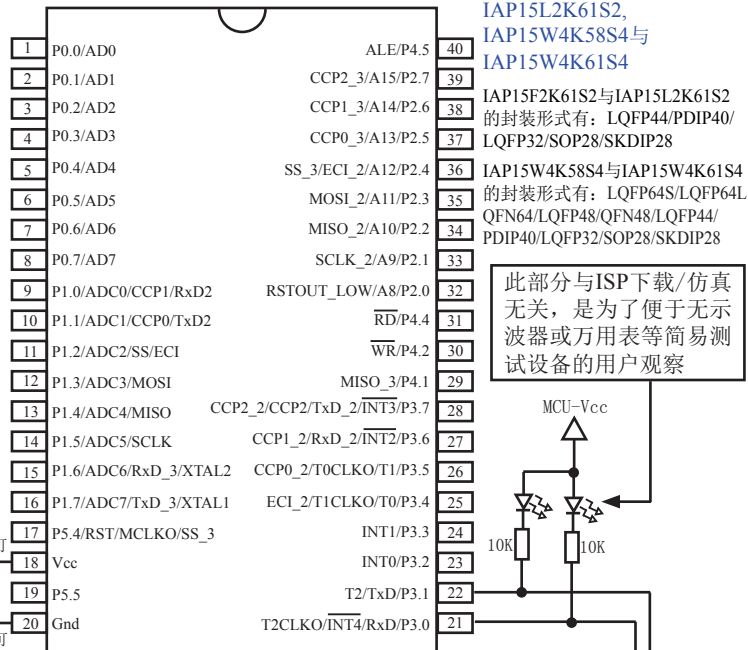 IAP15L2K61S2,
IAP15W4K58S4与
IAP15W4K61S4
IAP15F2K61S2与IAP15L2K61S2
的封装形式有：LQFP44/PDIP40/
LQFP32/SOP28/SKDIP28
IAP15W4K58S4与IAP15W4K61S4
的封装形式有：LQFP64S/LQFP64L
QFN64/LQFP48/QFN48/LQFP44/
PDIP40/LQFP32/SOP28/SKDIP28
此部分与ISP下载/仿真
无关，是为了便于无示
波器或万用表等简易测
试设备的用户观察
MCU-Vcc
10K
10K
1 P0.0/AD0 ALE/P4.5 40
2 P0.1/AD1 CCP2_3/A15/P2.7 39
3 P0.2/AD2 CCP1_3/A14/P2.6 38
4 P0.3/AD3 CCP0_3/A13/P2.5 37
5 P0.4/AD4 SS_3/ECI_2/A12/P2.4 36
6 P0.5/AD5 MOSI_2/A11/P2.3 35
7 P0.6/AD6 MISO_2/A10/P2.2 34
8 P0.7/AD7 SCLK_2/A9/P2.1 33
9 P1.0/ADC0/CCP1/RxD2 RSTOUT_LOW/A8/P2.0 32
10 P1.1/ADC1/CCP0/TxD2 RD/P4.4 31
11 P1.2/ADC2/SS/ECI WR/P4.2 30
12 P1.3/ADC3/MOSI MISO_3/P4.1 29
13 P1.4/ADC4/MISO CCP2_2/CCP2/TxD_2/INT3/P3.7 28
14 P1.5/ADC5/SCLK CCP1_2/RxD_2/INT2/P3.6 27
15 P1.6/ADC6/RxD_3/XTAL2 CCP0_2/T0CLKO/T1/P3.5 26
16 P1.7/ADC7/TxD_3/XTAL1 ECI_2/T1CLKO/T0/P3.4 25
17 P5.4/RST/MCLKO/SS_3 INT1/P3.3 24
18 Vcc INT0/P3.2 23
19 P5.5 T2/TxD/P3.1 22
20 Gnd T2CLKO/INT4/RxD/P3.0 21